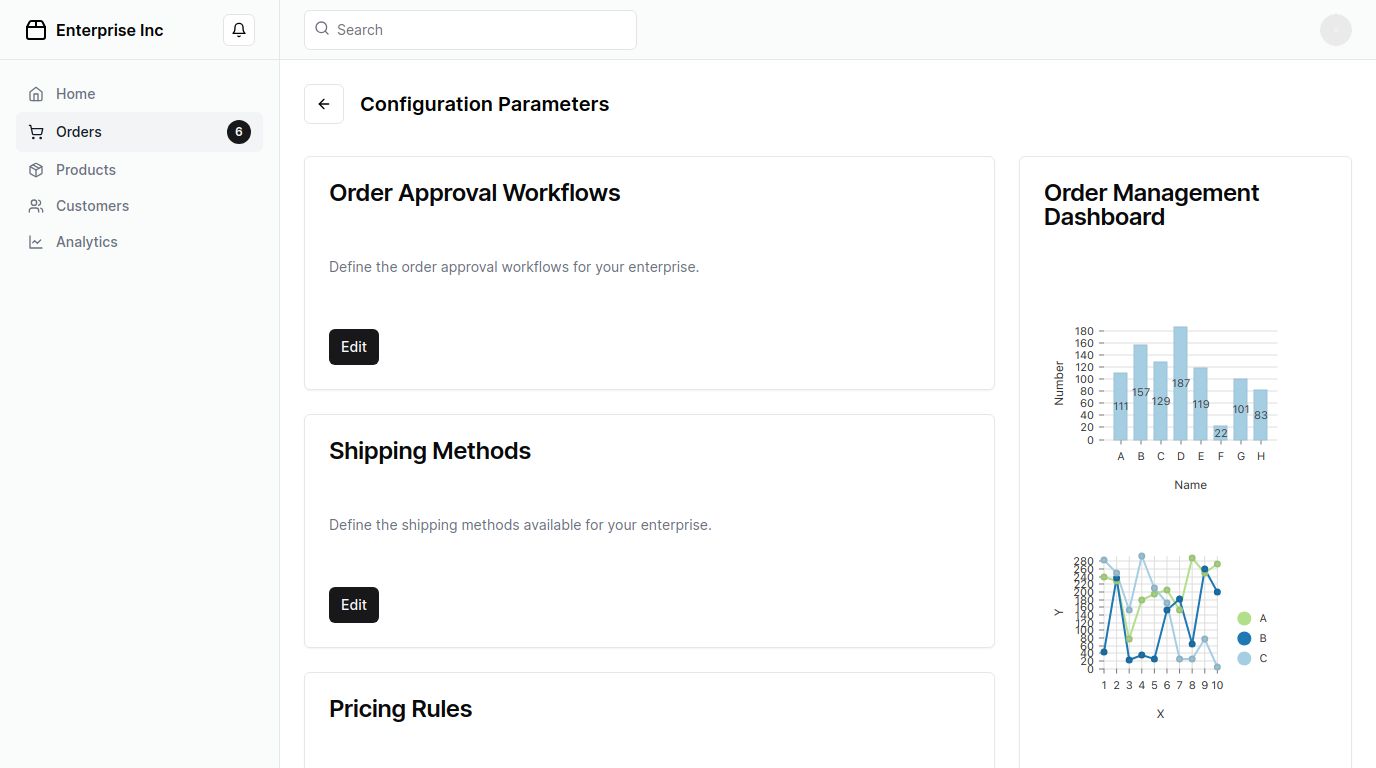 Enterprise Inc
Search
Home
Orders 6
Products
Customers
Analytics
Configuration Parameters
Order Approval Workflows
Define the order approval workflows for your enterprise.
Edit
Shipping Methods
Define the shipping methods available for your enterprise.
Edit
Pricing Rules
Order Management
Dashboard
180
160
140
120
100
80
60
40
20
0
Number
111 157 129 187 119 22 101 83
A B C D E F G H
Name
280
260
240
220
200
180
160
140
120
100
80
60
40
20
0
Y
1 2 3 4 5 6 7 8 9 10
X
A
B
C